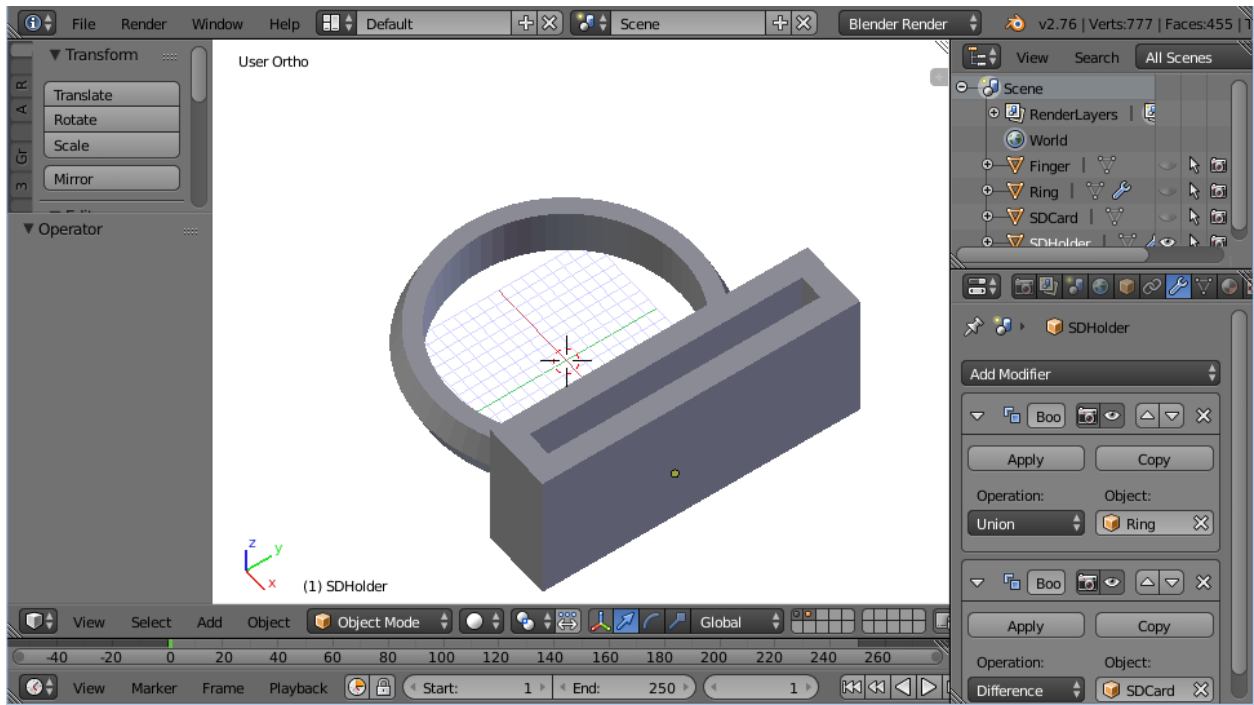 File Render Window Help Default Scene Blender Render v2.76 | Verts:777 | Faces:455 |
Transform
Translate
Rotate
Scale
Mirror
Operator
R
A
Gr
3
User Ortho
z
y
x
(1) SDHolder
View Search All Scenes
Scene
RenderLayers |
World
Finger |
Ring |
SDCard |
SDHolder |
SDHolder
Add Modifier
Boo
Apply Copy
Operation: Object:
Union Ring
Boo
Apply Copy
Operation: Object:
Difference SDCard
View Select Add Object Object Mode Global
-40 -20 0 20 40 60 80 100 120 140 160 180 200 220 240 260
View Marker Frame Playback Start: 1 End: 250 1